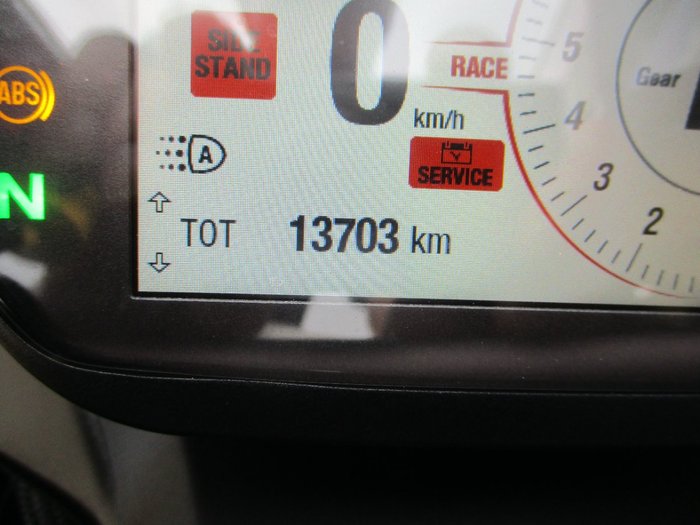 SIDE
STAND
0
km/h
RACE
ABS
A
SERVICE
N
TOT 13703 km
Gear
5
4
3
2